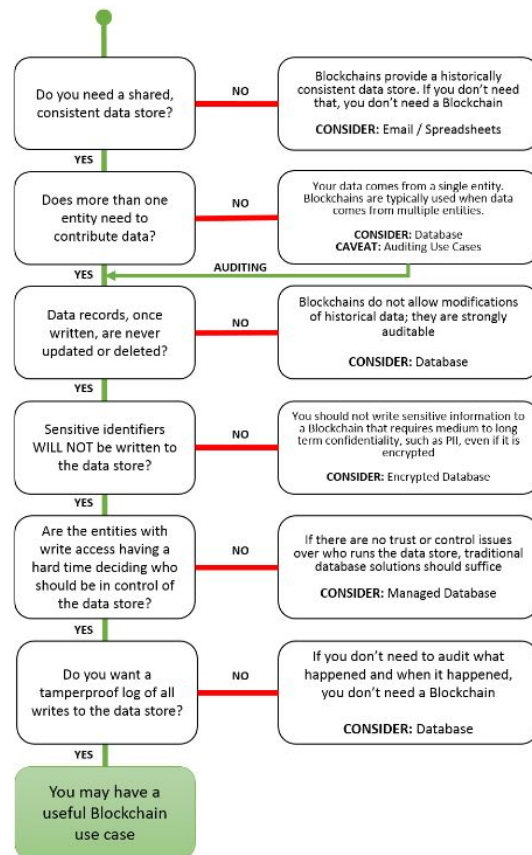 Do you need a shared,
consistent data store?
NO
Blockchains provide a historically
consistent data store. If you don't need
that, you don't need a Blockchain
CONSIDER: Email / Spreadsheets
YES
Does more than one
entity need to
contribute data?
NO
Your data comes from a single entity.
Blockchains are typically used when data
comes from multiple entities.
CONSIDER: Database
CAVEAT: Auditing Use Cases
AUDITING
YES
Data records, once
written, are never
updated or deleted?
NO
Blockchains do not allow modifications
of historical data; they are strongly
auditable
CONSIDER: Database
YES
Sensitive identifiers
WILL NOT be written to
the data store?
NO
You should not write sensitive information to
a Blockchain that requires medium to long
term confidentiality, such as PII, even if it is
encrypted
CONSIDER: Encrypted Database
YES
Are the entities with
write access having a
hard time deciding who
should be in control of
the data store?
NO
If there are no trust or control issues
over who runs the data store, traditional
database solutions should suffice
CONSIDER: Managed Database
YES
Do you want a
tamperproof log of all
writes to the data store?
NO
If you don't need to audit what
happened and when it happened,
you don't need a Blockchain
CONSIDER: Database
YES
You may have a
useful Blockchain
use case